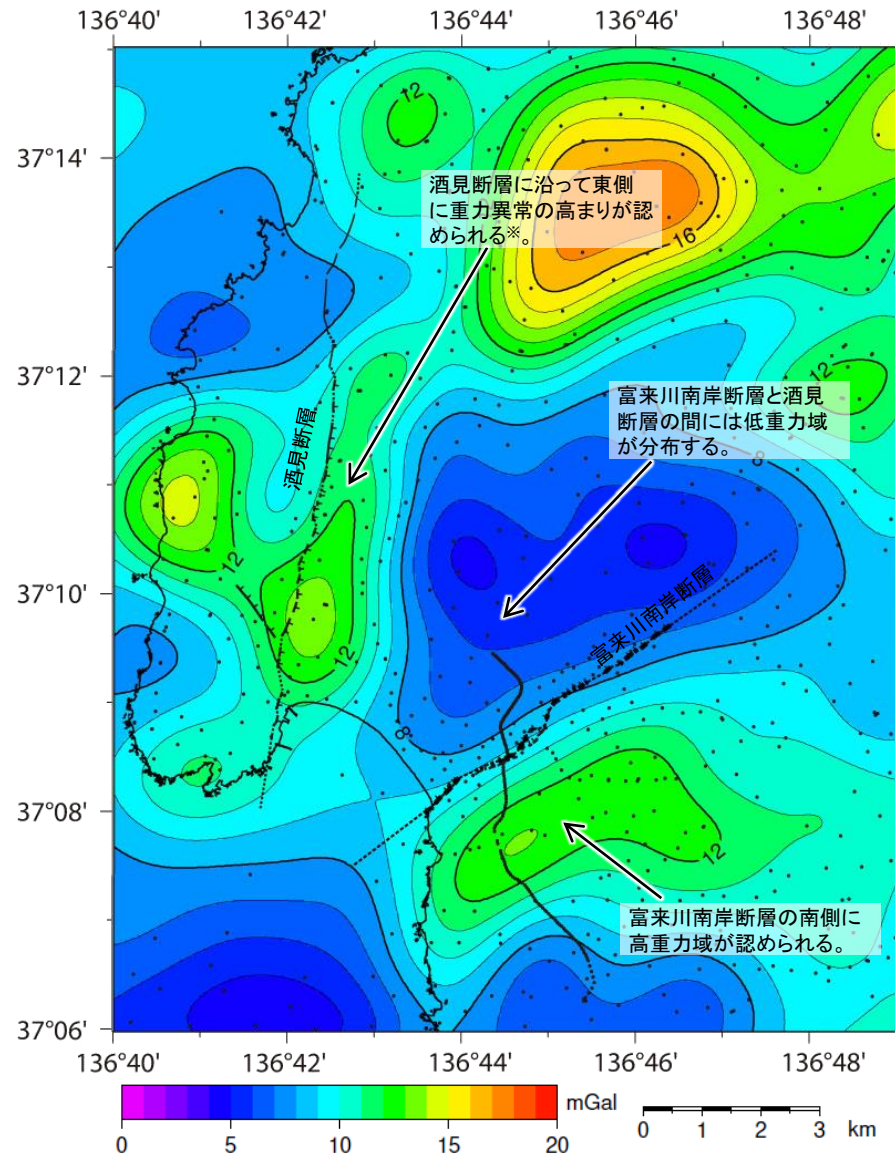 136°40' 136°42' 136°44' 136°46' 136°48'
37°14'
37°12'
37°10'
37°08'
37°06'
12
酒見断層に沿って東側
に重力異常の高まりが認
められる※。
16
12
富来川南岸断層と酒見
断層の間には低重力域
が分布する。
8
酒見断層
12
富来川南岸断層
12
8
12
富来川南岸断層の南側に
高重力域が認められる。
136°40' 136°42' 136°44' 136°46' 136°48'
mGal
0 5 10 15 20
0 1 2 3 km